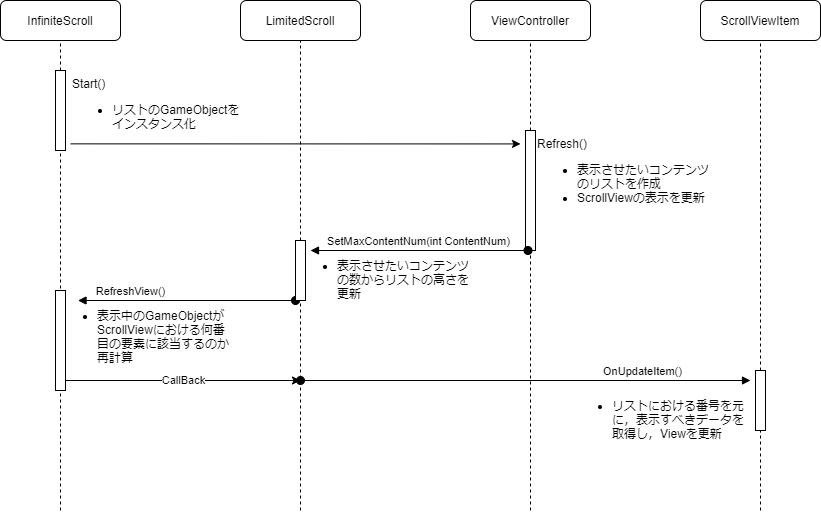 InfiniteScroll
LimitedScroll
ViewController
ScrollViewItem
Start()
リストのGameObjectを
インスタンス化
Refresh()
表示させたいコンテンツ
のリストを作成
ScrollViewの表示を更新
SetMaxContentNum(int ContentNum)
表示させたいコンテンツ
の数からリストの高さを
更新
RefreshView()
表示中のGameObjectが
ScrollViewにおける何番
目の要素に該当するのか
再計算
CallBack
OnUpdateItem()
リストにおける番号を元
に，表示すべきデータを
取得し，Viewを更新